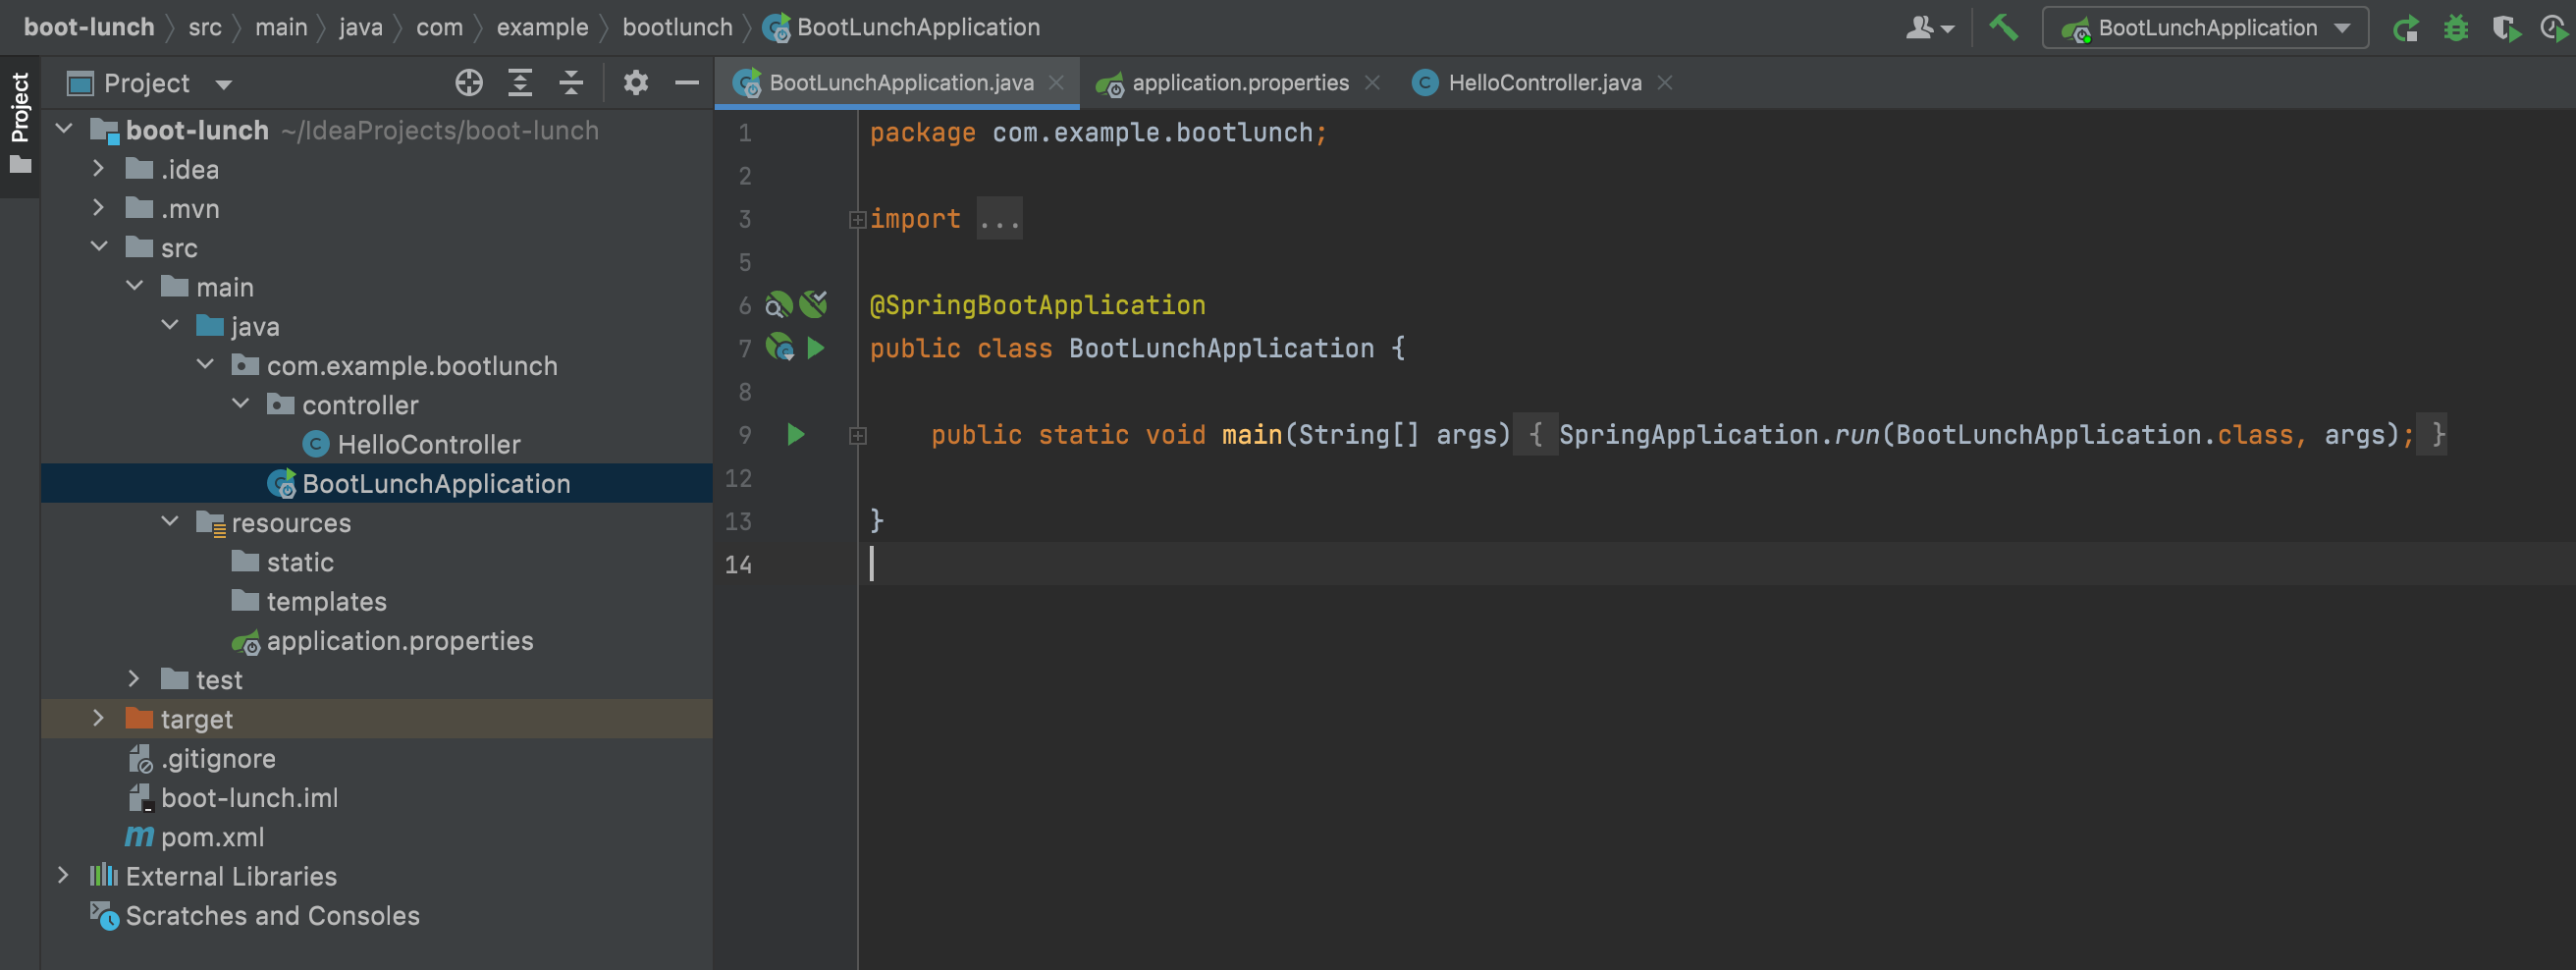 boot-lunch src main java com example bootlunch BootLunchApplication BootLunchApplication
Project
Project
BootLunchApplication.java application.properties HelloController.java
boot-lunch ~/IdeaProjects/boot-lunch
.idea
.mvn
src
main
java
com.example.bootlunch
controller
HelloController
BootLunchApplication
resources
static
templates
application.properties
test
target
.gitignore
boot-lunch.iml
pom.xml
External Libraries
Scratches and Consoles
1 package com.example.bootlunch;
2
3 import ...
5
6 @SpringBootApplication
7 public class BootLunchApplication {
8
9 public static void main(String[] args) { SpringApplication.run(BootLunchApplication.class, args); }
12
13 }
14